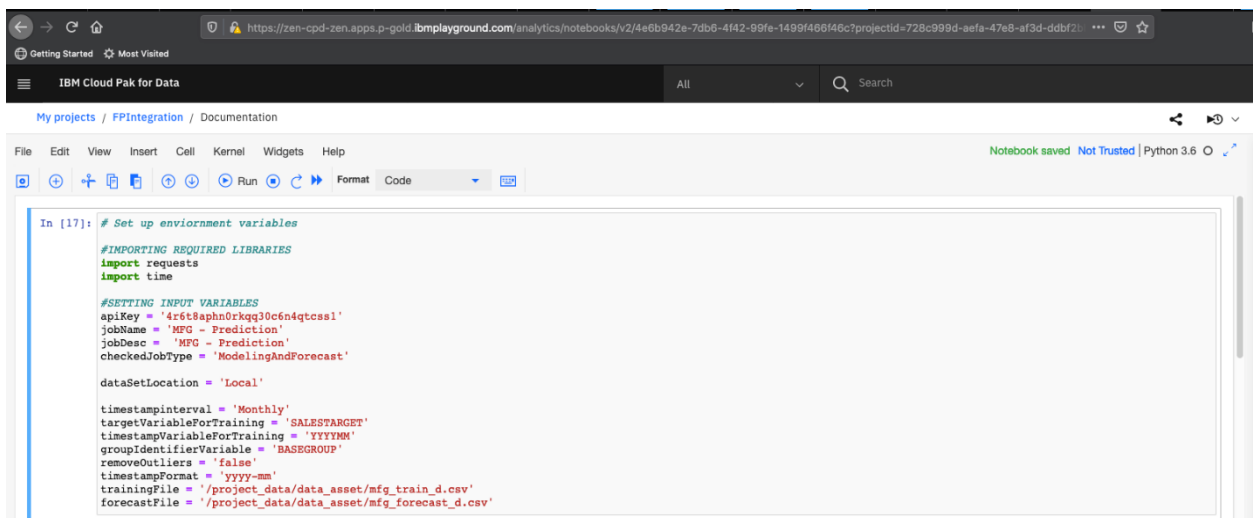 https://zen-cpd-zen.apps.p-gold.ibmplayground.com/analytics/notebooks/v2/4e6b942e-7db6-4f42-99fe-1499f466f46c?projectid=728c999d-aefa-47e8-af3d-ddbf2b
Getting Started Most Visited
IBM Cloud Pak for Data All Search
My projects / FPIntegration / Documentation
File Edit View Insert Cell Kernel Widgets Help Notebook saved Not Trusted | Python 3.6
Run Format Code
In [17]: # Set up enviornment variables
#IMPORTING REQUIRED LIBRARIES
import requests
import time
#SETTING INPUT VARIABLES
apiKey = '4r6t8aphn0rkqq30c6n4qtcssl'
jobName = 'MFG - Prediction'
jobDesc = 'MFG - Prediction'
checkedJobType = 'ModelingAndForecast'
dataSetLocation = 'Local'
timestampinterval = 'Monthly'
targetVariableForTraining = 'SALESTARGET'
timestampVariableForTraining = 'YYYYMM'
groupIdentifierVariable = 'BASEGROUP'
removeOutliers = 'false'
timestampFormat = 'yyyy-mm'
trainingFile = '/project_data/data_asset/mfg_train_d.csv'
forecastFile = '/project_data/data_asset/mfg_forecast_d.csv'